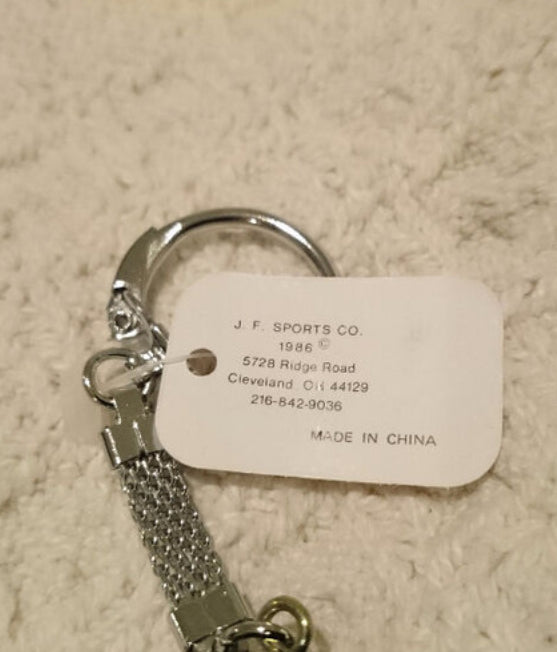 J. F. SPORTS CO.
1986 ©
5728 Ridge Road
Cleveland OH 44129
216-842-9036
MADE IN CHINA